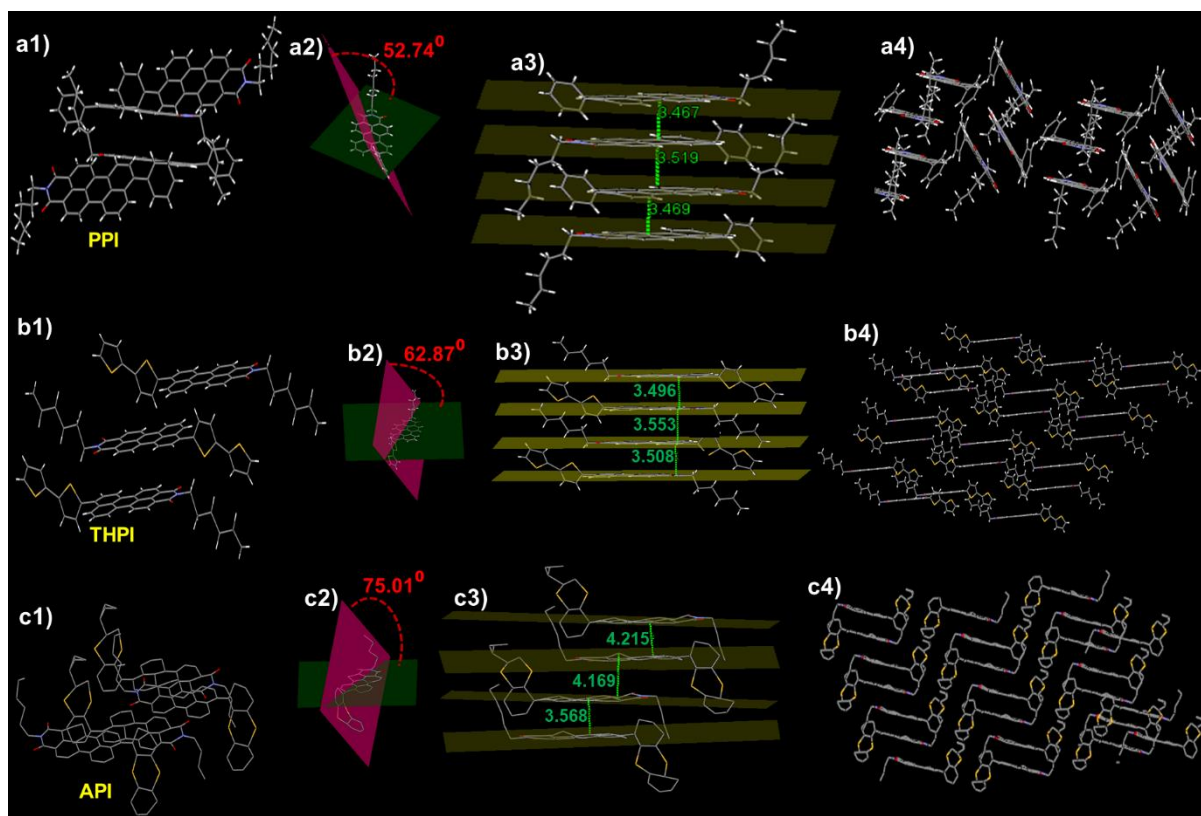 a1)
a2)
52.74⁰
a3)
3.467
3.519
3.469
a4)
PPI
b1)
b2)
62.87⁰
b3)
3.496
3.553
3.508
b4)
THPI
c1)
c2)
75.01⁰
c3)
4.215
4.169
3.568
c4)
API